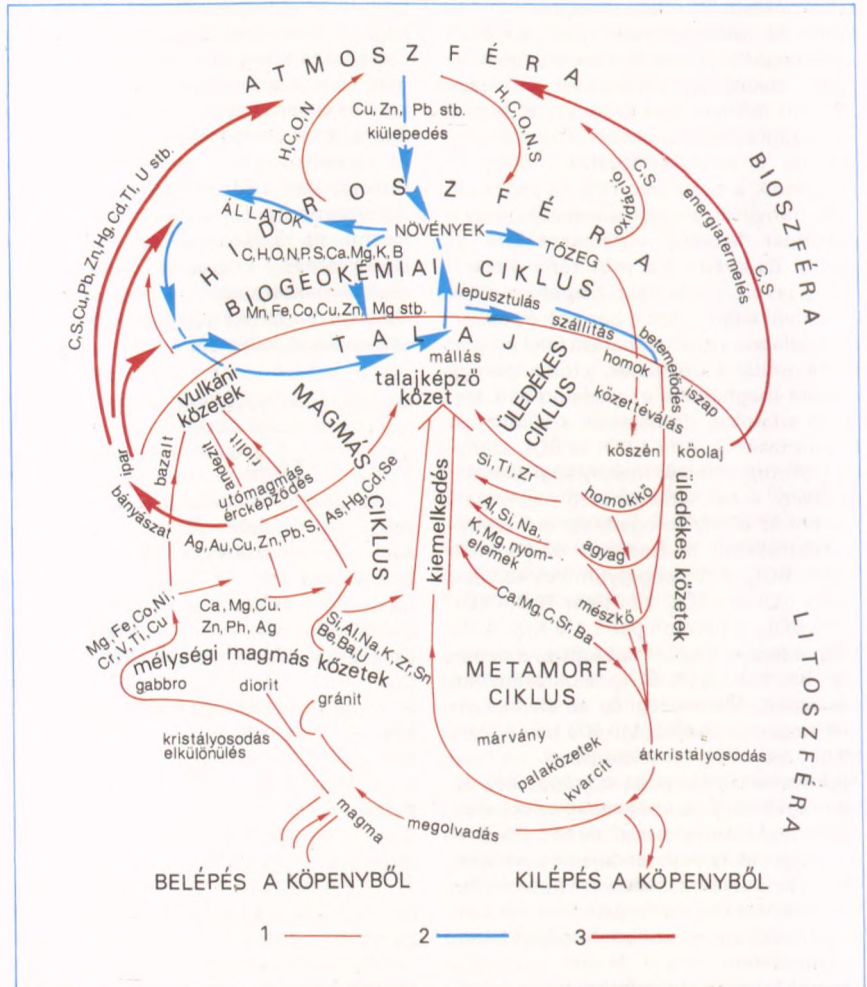 ATMOSZFÉRA
H,C,O,N
Cu, Zn, Pb stb.
kiülepedés
H,C,O,N,S
C,S,Cu,Pb,Zn,Hg,Cd,Tl, U stb.
BIOSZFÉRA
HIDROSZFÉRA
ÁLLATOK
NÖVÉNYEK
TŐZEG
C,S
oxidáció
C,S
energiatermelés
C,H,O,N,P,S,Ca,Mg,K,B
BIOGEOKÉMIAI CIKLUS
Mn,Fe,Co,Cu,Zn, Mg stb.
lepusztulás
szállítás
betemetődés
TALAJ
mállás
talajképző
kőzet
homok
iszap
kőzettéválás
kőszén
kőolaj
vulkáni
kőzetek
MAGMÁS CIKLUS
ÜLEDÉKES
CIKLUS
ipar
bányászat
bazalt
andezit
riolit
utómagmás
ércképződés
Ag,Au,Cu,Zn,Pb,S, As,Hg,Cd,Se
kiemelkedés
Si,Ti,Zr
homokkő
Al, Si, Na,
K,Mg,nyom-
elemek
agyag
Ca,Mg,C,Sr,Ba
mészkő
üledékes kőzetek
Mg,Fe,Co,Ni,
Cr,V,Ti,Cu
Ca,Mg,Cu.
Zn,Ph, Ag
Si,Al,Na,K,Zr,Sn
Be,Ba,U
mélységi magmás kőzetek
gabbro
diorit
gránit
METAMORF
CIKLUS
LITOSZFÉRA
kristályosodás
elkülönülés
márvány
palakőzetek
kvarcit
átkristályosodás
magma
megolvadás
BELÉPÉS A KÖPENYBŐL
KILÉPÉS A KÖPENYBŐL
1
2
3